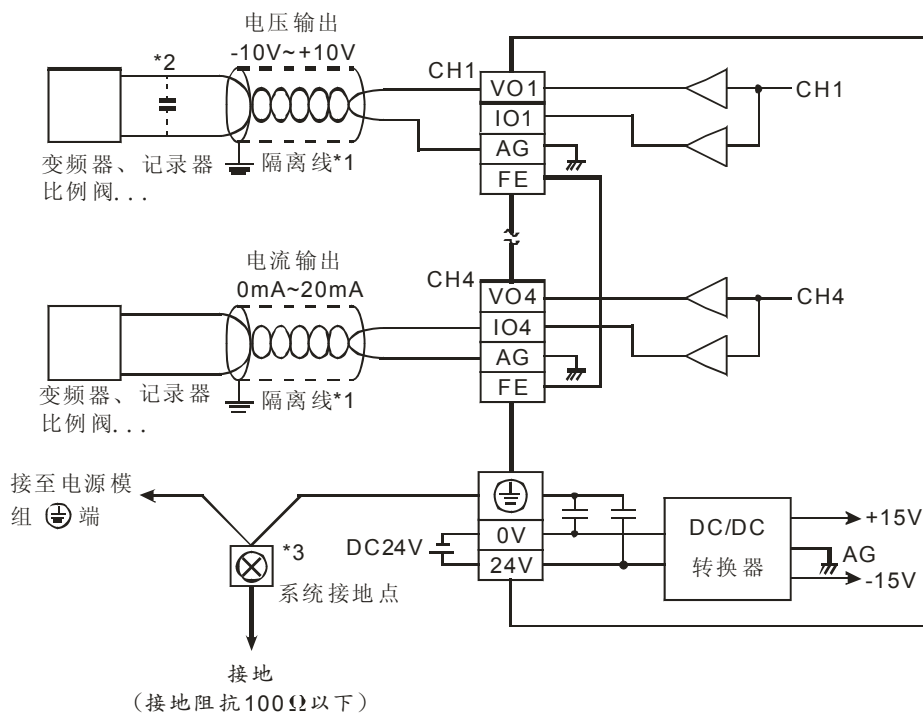 电压输出
-10V~+10V
*2
CH1
VO1
IO1
AG
FE
CH1
隔离线*1
变频器、记录器
比例阀...
电流输出
0mA~20mA
CH4
VO4
IO4
AG
FE
CH4
隔离线*1
变频器、记录器
比例阀...
接至电源模
组 端
*3
系统接地点
DC24V
0V
24V
DC/DC
转换器
+15V
AG
-15V
接地
（接地阻抗100Ω以下）